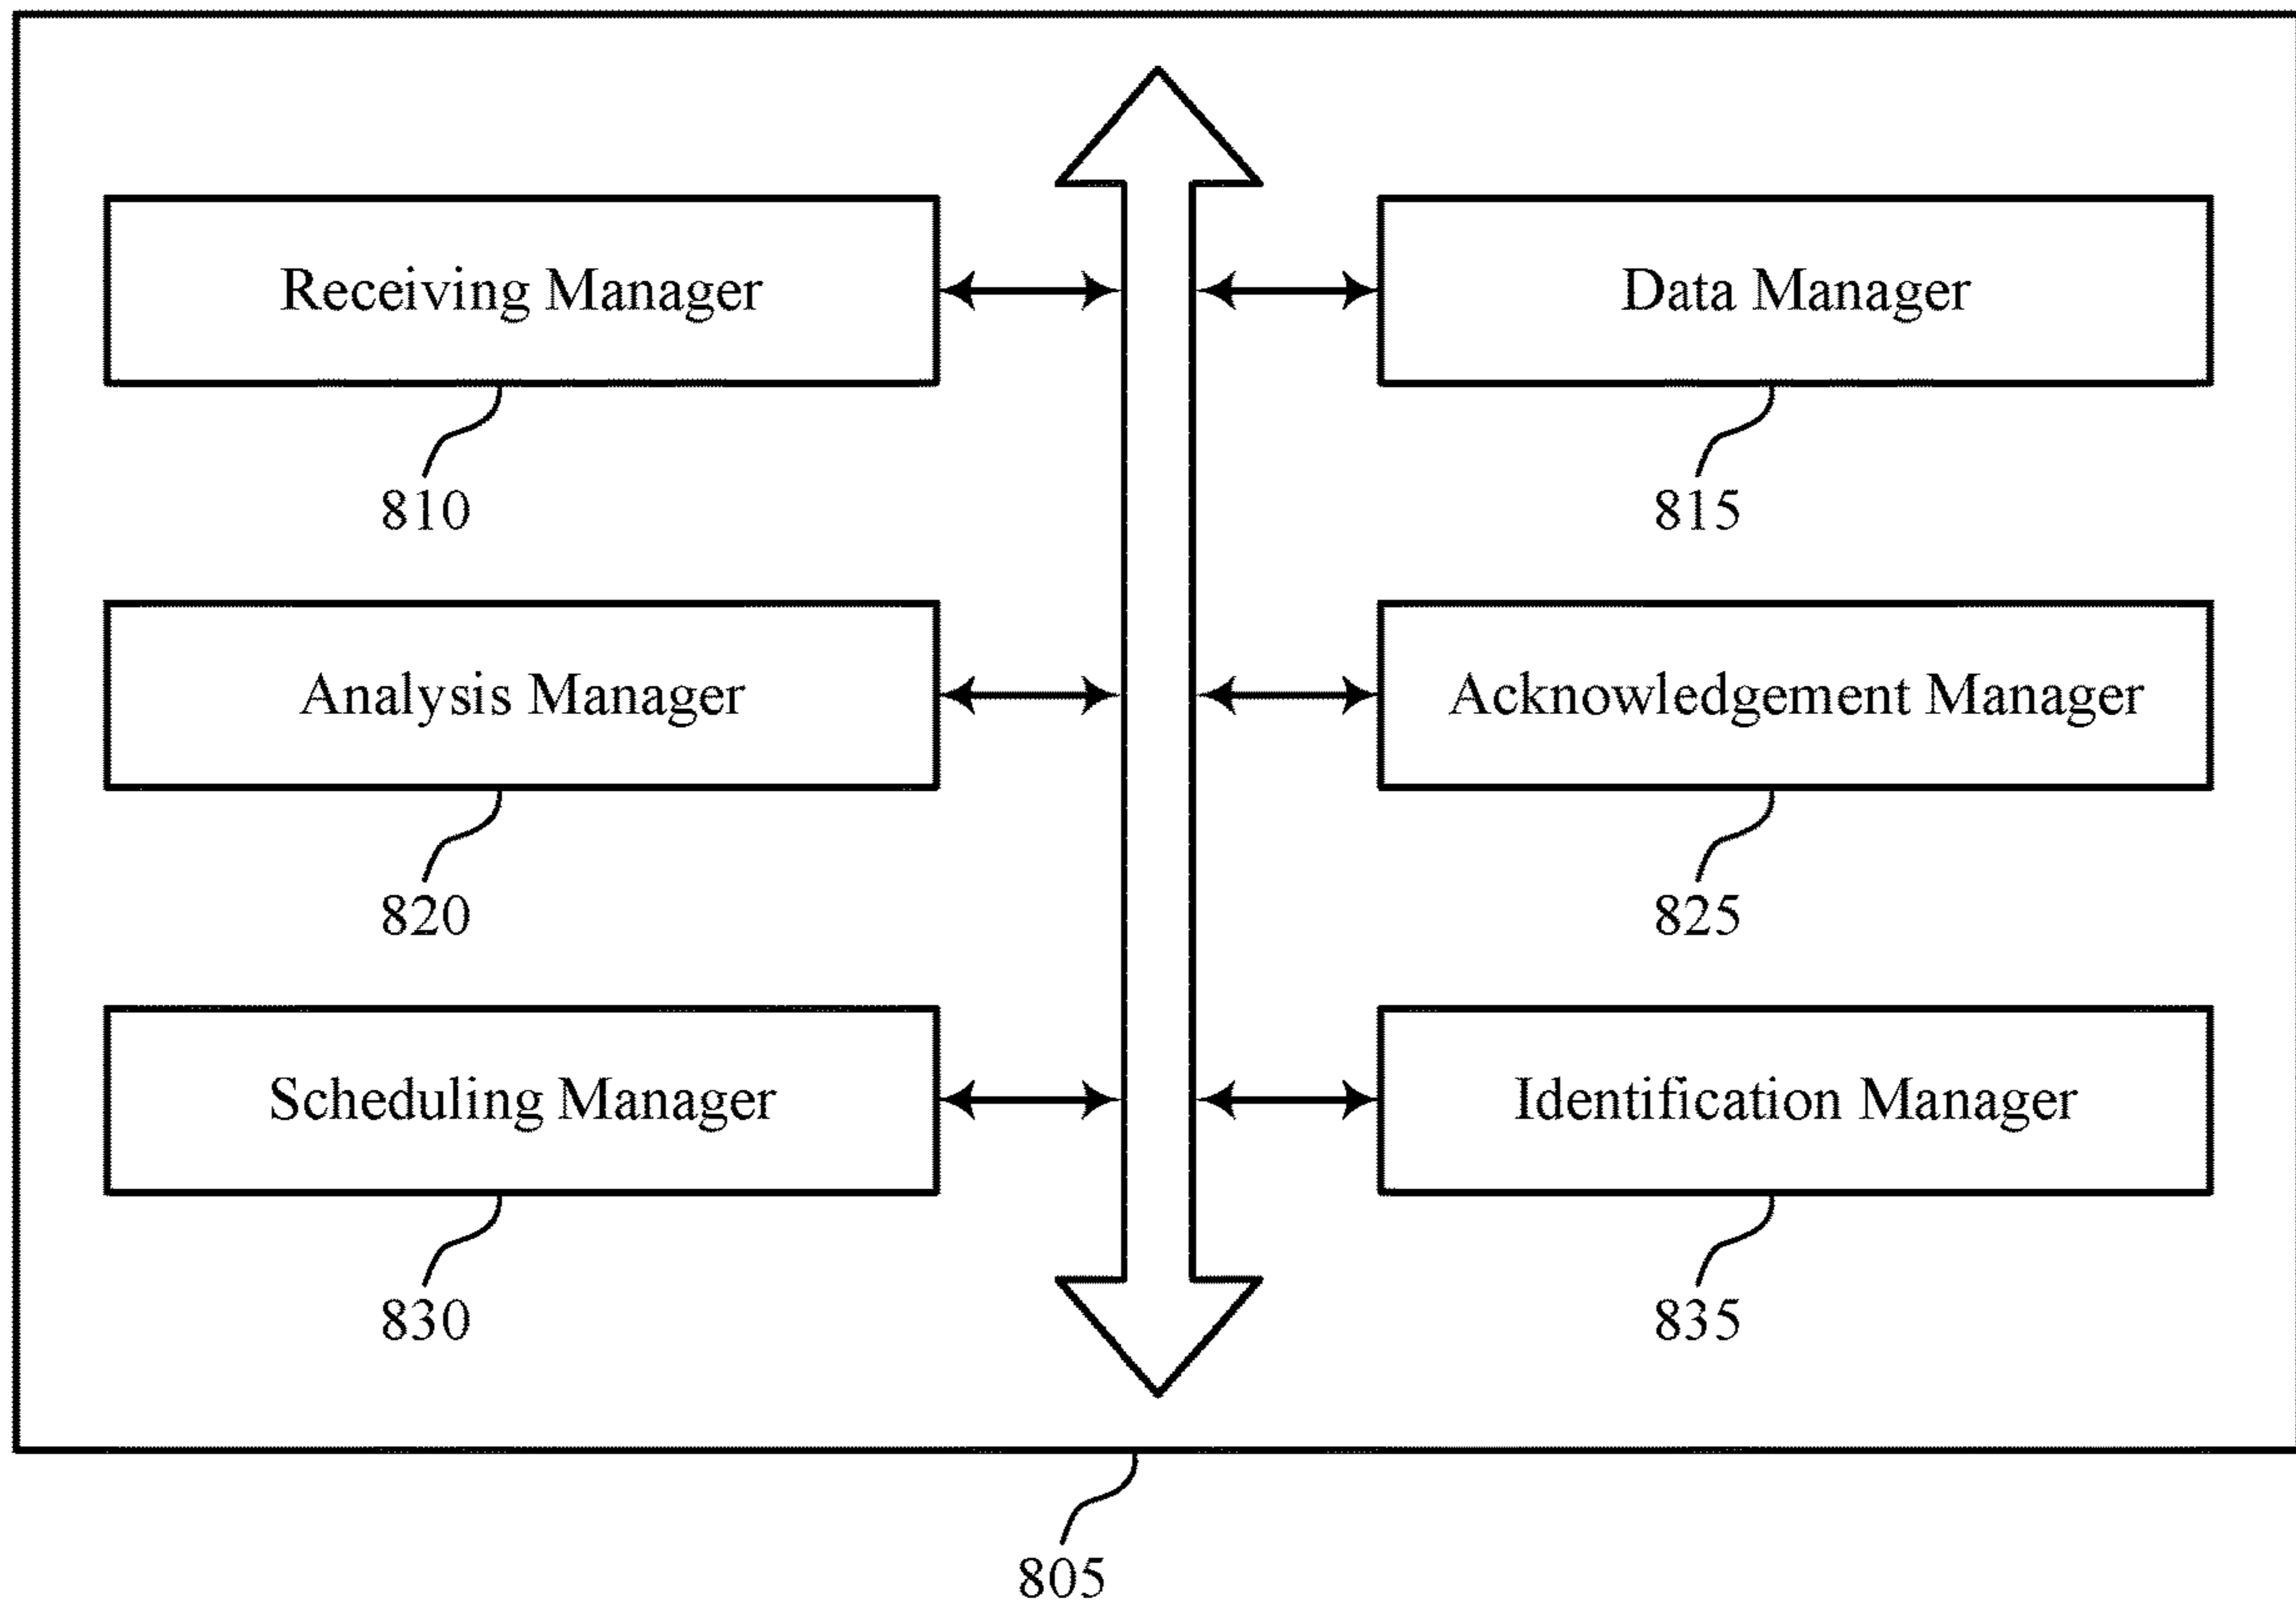 Receiving Manager
Data Manager
810
815
Analysis Manager
Acknowledgement Manager
820
825
Scheduling Manager
Identification Manager
830
835
805